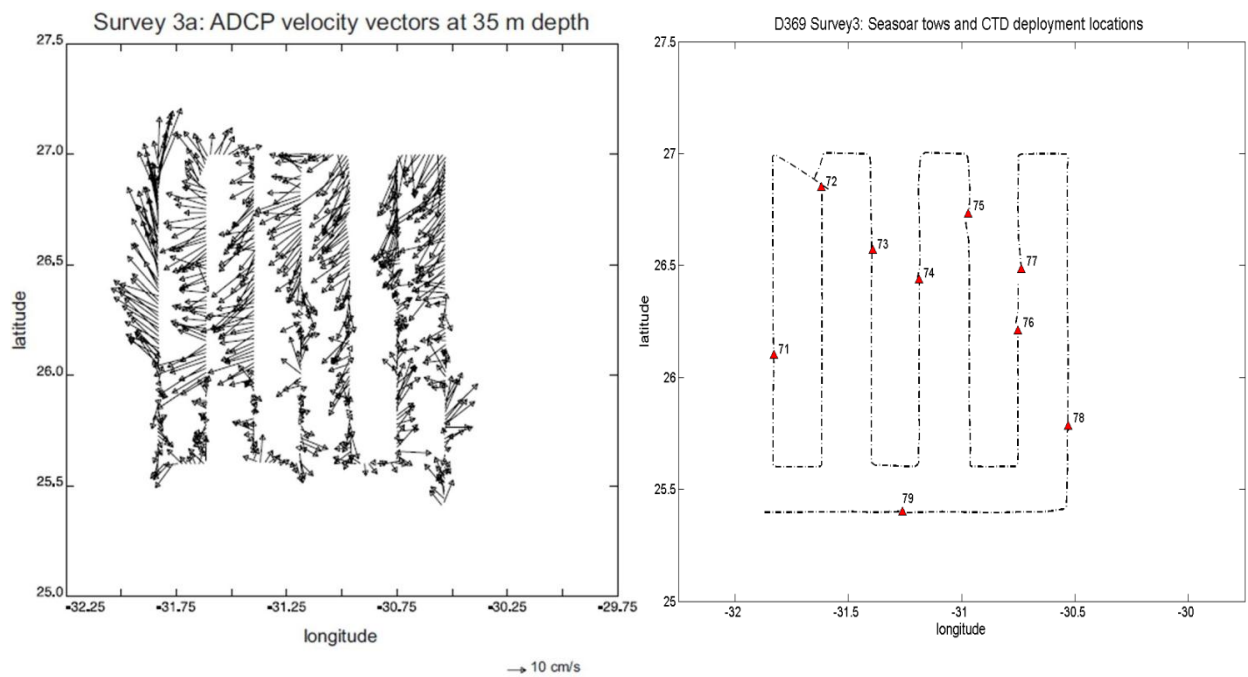 Survey 3a: ADCP velocity vectors at 35 m depth
27.5
27.0
26.5
26.0
25.5
25.0
latitude
-32.25 -31.75 -31.25 -30.75 -30.25 -29.75
longitude
10 cm/s
D369 Survey3: Seasoar tows and CTD deployment locations
27.5
27
26.5
26
25.5
25
latitude
72
75
73
77
74
76
71
78
79
-32 -31.5 -31 -30.5 -30
longitude